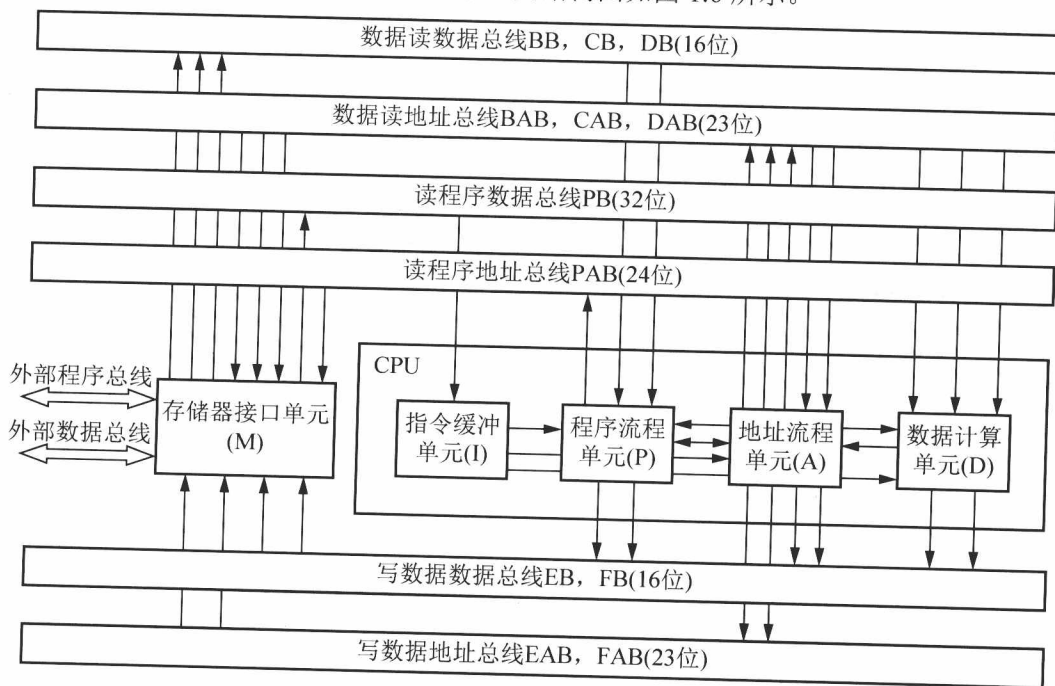 所示。
数据读数据总线BB，CB，DB(16位)
数据读地址总线BAB，CAB，DAB(23位)
读程序数据总线PB(32位)
读程序地址总线PAB(24位)
CPU
外部程序总线
外部数据总线
存储器接口单元
(M)
指令缓冲
单元(I)
程序流程
单元(P)
地址流程
单元(A)
数据计算
单元(D)
写数据数据总线EB，FB(16位)
写数据地址总线EAB，FAB(23位)